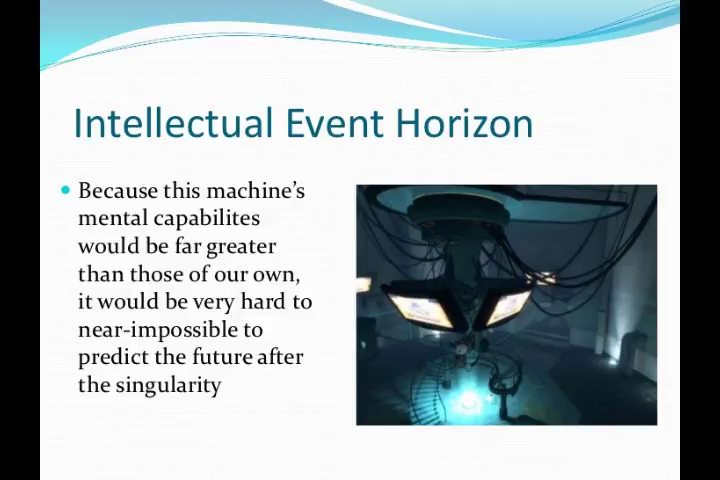 Intellectual Event Horizon
Because this machine's
mental capabilites
would be far greater
than those of our own,
it would be very hard to
near-impossible to
predict the future after
the singularity